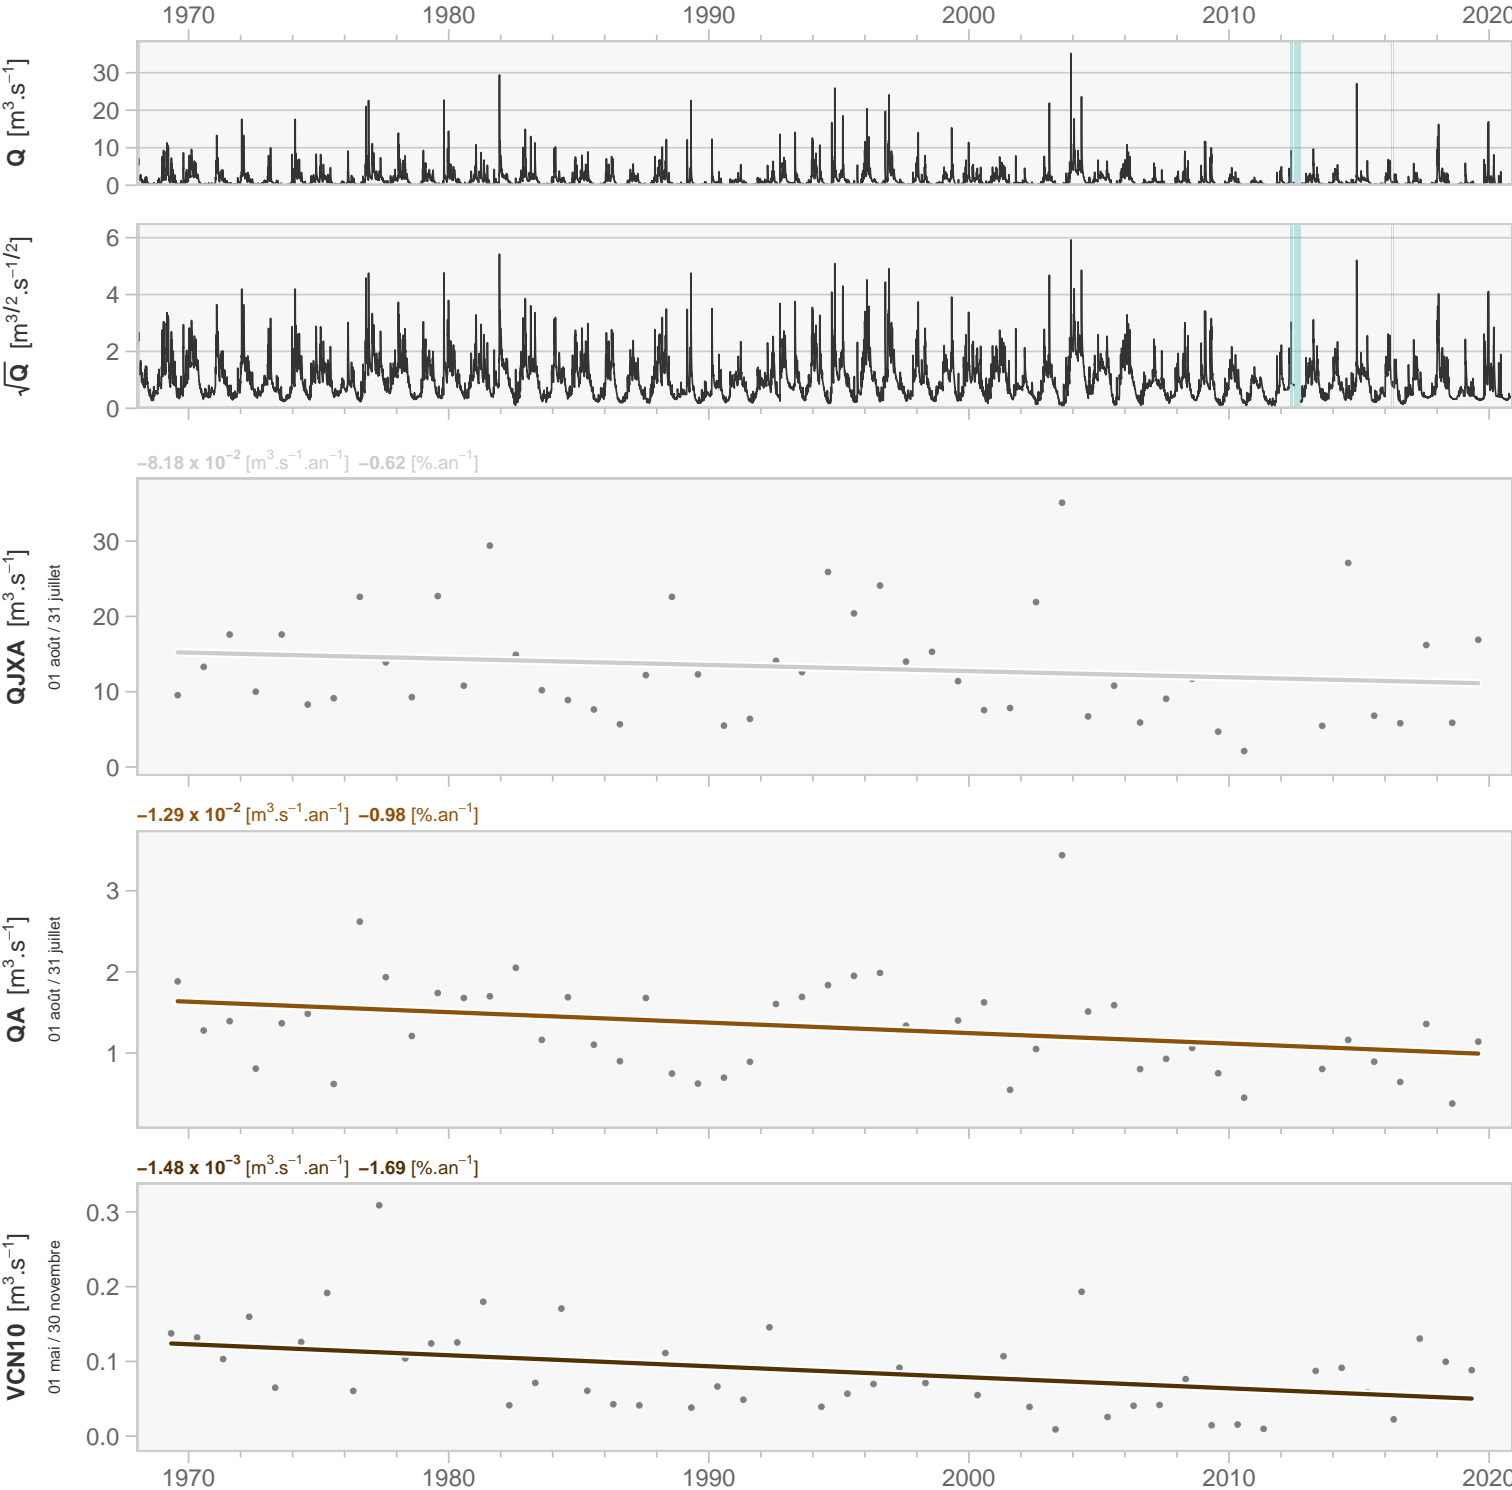 1970 1980 1990 2000 2010 2020
Q [m³.s⁻¹]
30
20
10
0
√Q [m³ᐟ².s⁻¹ᐟ²]
6
4
2
0
−8.18 x 10⁻² [m³.s⁻¹.an⁻¹] −0.62 [%.an⁻¹]
QJXA [m³.s⁻¹]
01 août / 31 juillet
30
20
10
0
−1.29 x 10⁻² [m³.s⁻¹.an⁻¹] −0.98 [%.an⁻¹]
QA [m³.s⁻¹]
01 août / 31 juillet
3
2
1
−1.48 x 10⁻³ [m³.s⁻¹.an⁻¹] −1.69 [%.an⁻¹]
VCN10 [m³.s⁻¹]
01 mai / 30 novembre
0.3
0.2
0.1
0.0
1970 1980 1990 2000 2010 2020